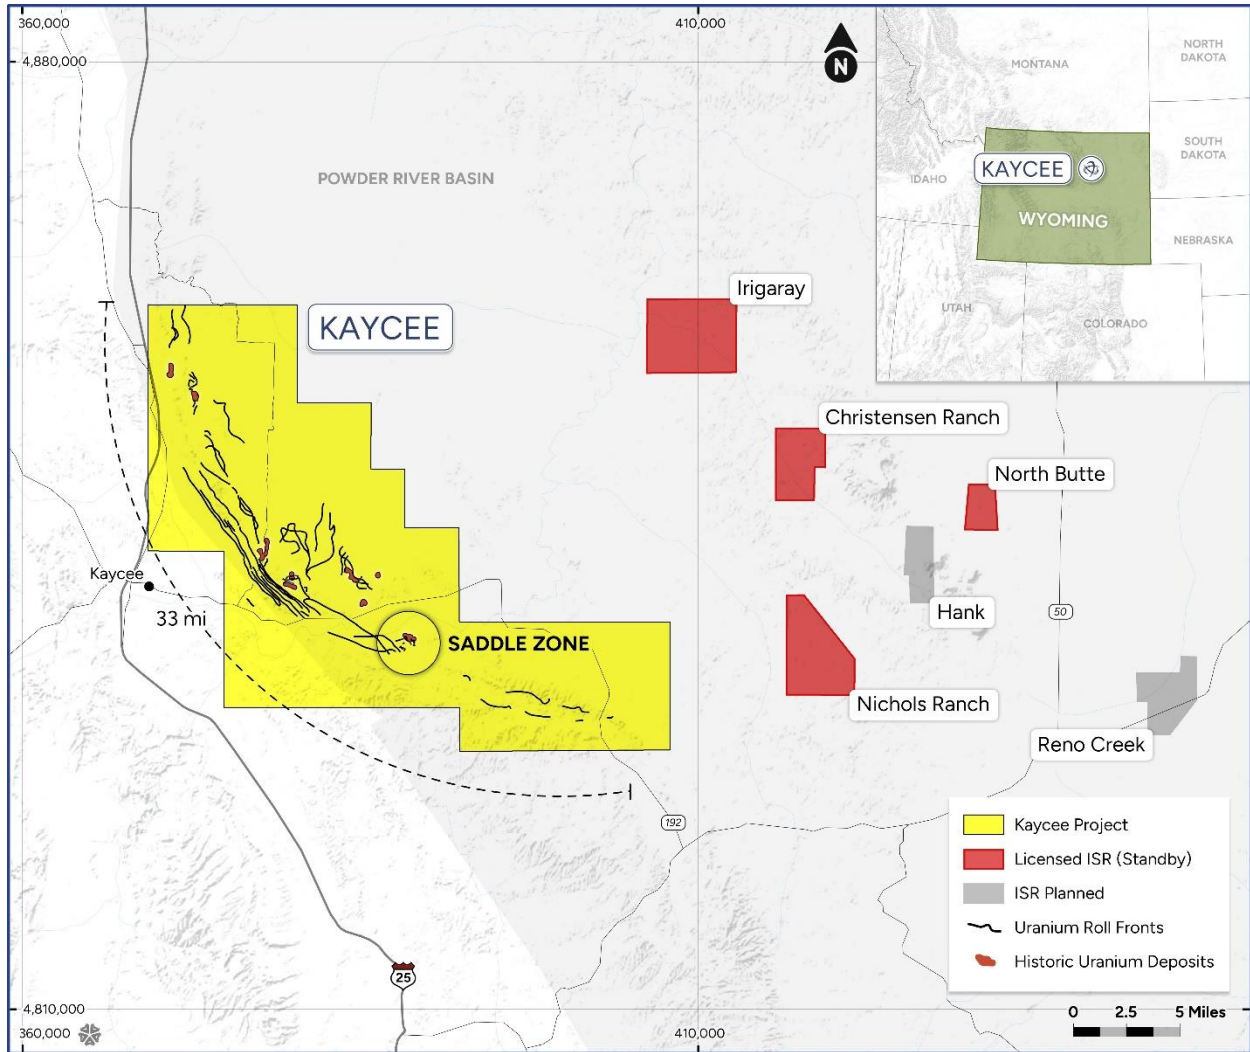 360,000
410,000
4,880,000
N
NORTH
DAKOTA
MONTANA
SOUTH
DAKOTA
KAYCEE
IDAHO
WYOMING
NEBRASKA
UTAH
COLORADO
POWDER RIVER BASIN
KAYCEE
Irigaray
Christensen Ranch
North Butte
Kaycee
33 mi
Hank
50
SADDLE ZONE
Nichols Ranch
Reno Creek
192
Kaycee Project
Licensed ISR (Standby)
ISR Planned
Uranium Roll Fronts
Historic Uranium Deposits
25
4,810,000
360,000
410,000
0 2.5 5 Miles